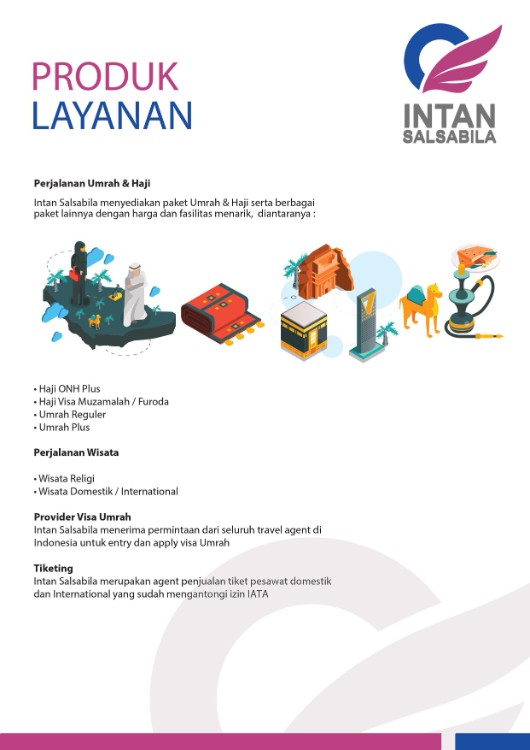 PRODUK
LAYANAN
INTAN
SALSABILA
Perjalanan Umrah & Haji
Intan Salsabila menyediakan paket Umrah & Haji serta berbagai
paket lainnya dengan harga dan fasilitas menarik, diantaranya :
• Haji ONH Plus
• Haji Visa Muzamalah / Furoda
• Umrah Reguler
• Umrah Plus
Perjalanan Wisata
• Wisata Religi
• Wisata Domestik / International
Provider Visa Umrah
Intan Salsabila menerima permintaan dari seluruh travel agent di
Indonesia untuk entry dan apply visa Umrah
Tiketing
Intan Salsabila merupakan agent penjualan tiket pesawat domestik
dan International yang sudah mengantongi izin IATA